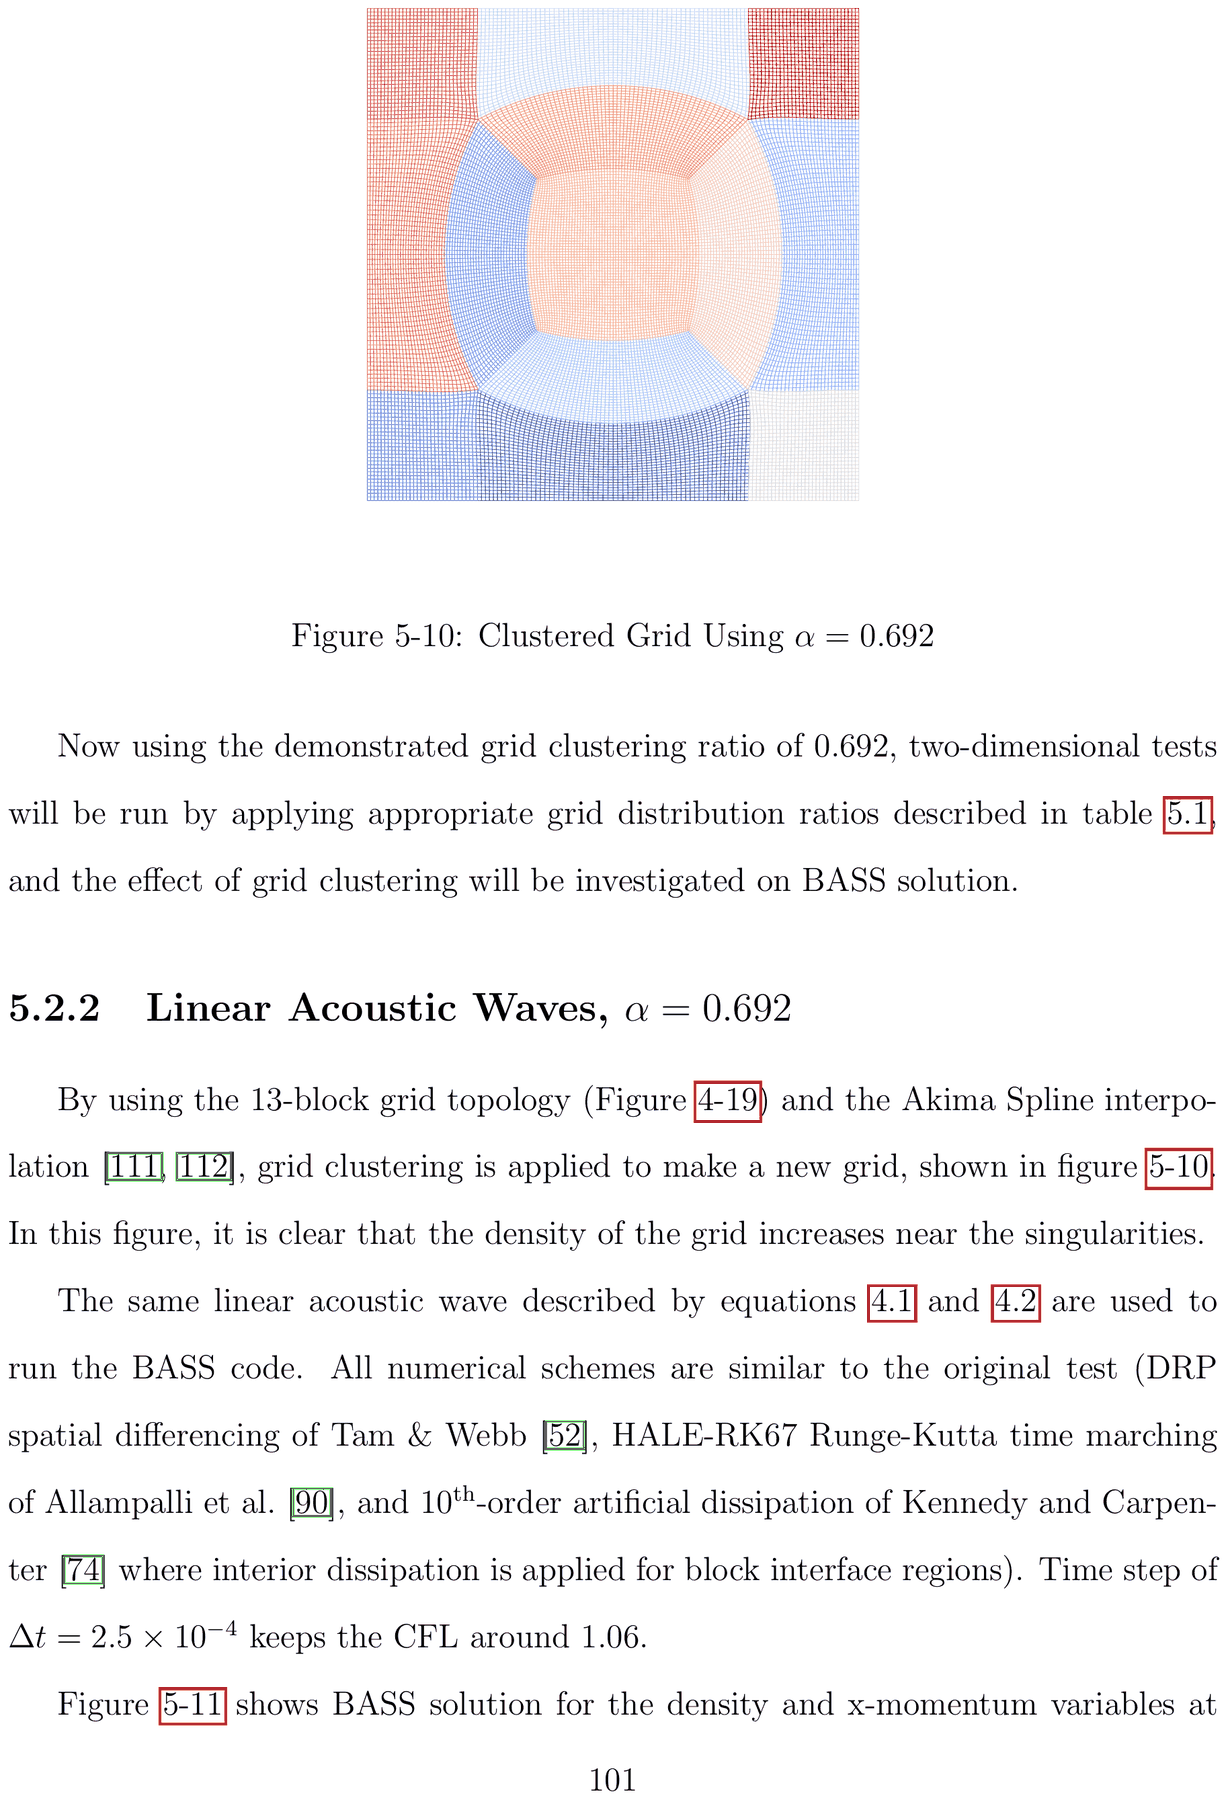 Figure 5-10: Clustered Grid Using α = 0.692
Now using the demonstrated grid clustering ratio of 0.692, two-dimensional tests
will be run by applying appropriate grid distribution ratios described in table 5.1,
and the effect of grid clustering will be investigated on BASS solution.
5.2.2 Linear Acoustic Waves, α = 0.692
By using the 13-block grid topology (Figure 4-19) and the Akima Spline interpo-
lation [111, 112], grid clustering is applied to make a new grid, shown in figure 5-10.
In this figure, it is clear that the density of the grid increases near the singularities.
The same linear acoustic wave described by equations 4.1 and 4.2 are used to
run the BASS code. All numerical schemes are similar to the original test (DRP
spatial differencing of Tam & Webb [52], HALE-RK67 Runge-Kutta time marching
of Allampalli et al. [90], and 10th-order artificial dissipation of Kennedy and Carpen-
ter [74] where interior dissipation is applied for block interface regions). Time step of
Δt = 2.5 × 10⁻⁴ keeps the CFL around 1.06.
Figure 5-11 shows BASS solution for the density and x-momentum variables at
101